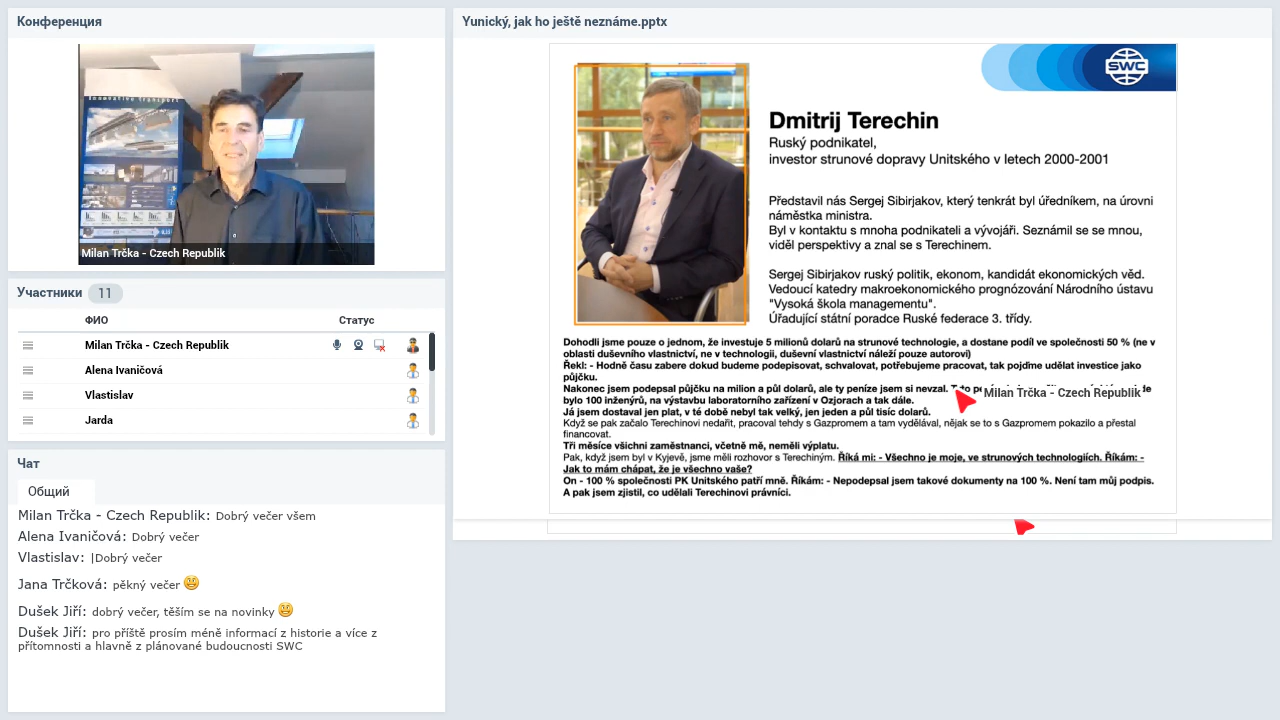 Конференция
innovative transport
Milan Trčka - Czech Republik
Участники 11
ФИО Статус
Milan Trčka - Czech Republik
Alena Ivaničová
Vlastislav
Jarda
Чат
Общий
Milan Trčka - Czech Republik: Dobrý večer všem
Alena Ivaničová: Dobrý večer
Vlastislav: |Dobrý večer
Jana Trčková: pěkný večer
Dušek Jiří: dobrý večer, těším se na novinky
Dušek Jiří: pro příště prosím méně informací z historie a více z
přítomnosti a hlavně z plánované budoucnosti SWC
Yunický, jak ho ještě neznáme.pptx
SWC
Dmitrij Terechin
Ruský podnikatel,
investor strunové dopravy Unitského v letech 2000-2001
Představil nás Sergej Sibirjakov, který tenkrát byl úředníkem, na úrovni
náměstka ministra.
Byl v kontaktu s mnoha podnikateli a vývojáři. Seznámil se se mnou,
viděl perspektivy a znal se s Terechinem.
Sergej Sibirjakov ruský politik, ekonom, kandidát ekonomických věd.
Vedoucí katedry makroekonomického prognózování Národního ústavu
"Vysoká škola managementu".
Úřadující státní poradce Ruské federace 3. třídy.
Dohodli jsme pouze o jednom, že investuje 5 milionů dolarů na strunové technologie, a dostane podíl ve společnosti 50 % (ne v
oblasti duševního vlastnictví, ne v technologii, duševní vlastnictví náleží pouze autorovi)
Řekl: - Hodně času zabere dokud budeme posuzovat, schvalovat, potřebujeme pracovat, tak pojďme udělat investice jako
půjčku.
Nakonec jsem podepsal půjčku na milion a půl dolarů, ale ty peníze jsem si nevzal.
bylo 100 inženýrů, na výstavbu laboratorního zařízení v Ozjorach a tak dále.
Milan Trčka - Czech Republik
Já jsem dostaval jen plat, v té době nebyl tak velký, jen jeden a půl tisíc dolarů.
Když se pak začalo Terechinovi nedařit, pracoval tehdy s Gazpromem a tam vydělával, nějak se to s Gazpromem pokazilo a přestal
financovat.
Tři měsíce všichni zaměstnanci, včetně mě, neměli výplatu.
Pak, když jsem byl v Kyjevě, jsme měli rozhovor s Terechiným. Říká mi: - Všechno je moje, ve strunových technologiích. Říkám: -
Jak to mám chápat, že je všechno vaše?
On - 100 % společnosti PK Unitského patří mně. Říkám: - Nepodepsal jsem takové dokumenty na 100 %. Není tam můj podpis.
A pak jsem zjistil, co udělali Terechinovi právníci.